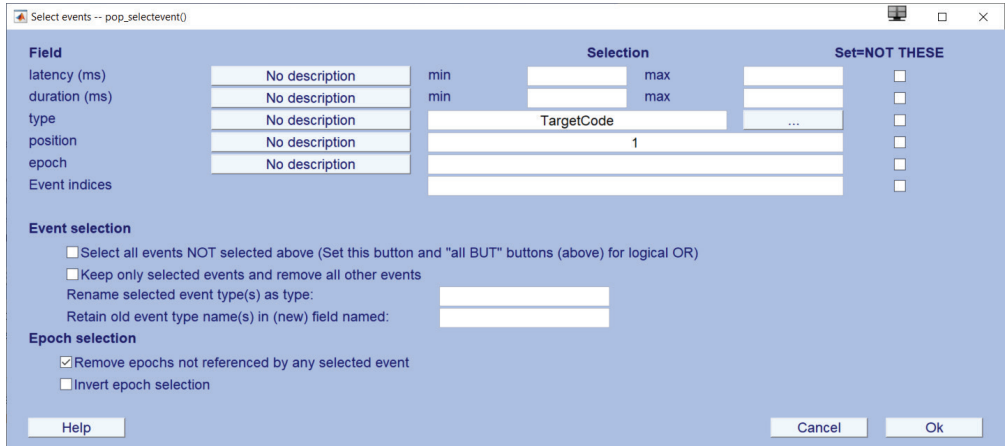 Select events -- pop_selectevent()
Field Selection Set=NOT THESE
latency (ms) No description min max
duration (ms) No description min max
type No description TargetCode ...
position No description 1
epoch No description
Event indices
Event selection
Select all events NOT selected above (Set this button and "all BUT" buttons (above) for logical OR)
Keep only selected events and remove all other events
Rename selected event type(s) as type:
Retain old event type name(s) in (new) field named:
Epoch selection
Remove epochs not referenced by any selected event
Invert epoch selection
Help Cancel Ok